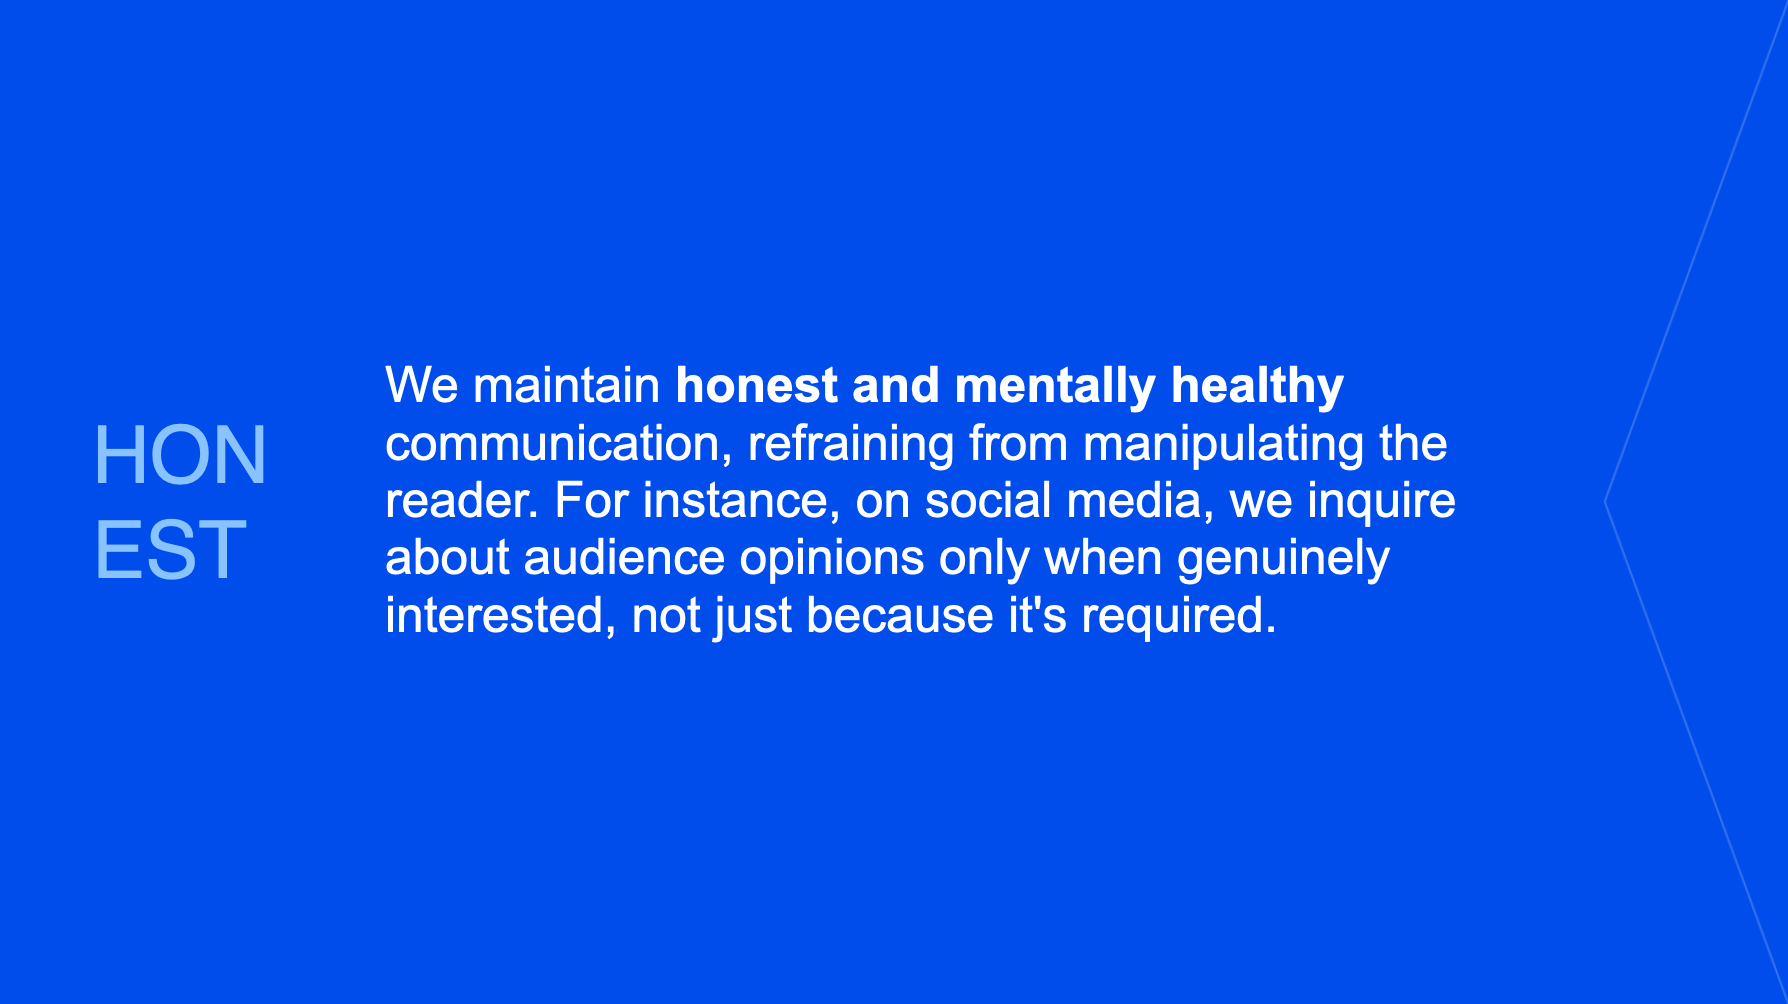 HON
EST
We maintain honest and mentally healthy
communication, refraining from manipulating the
reader. For instance, on social media, we inquire
about audience opinions only when genuinely
interested, not just because it's required.